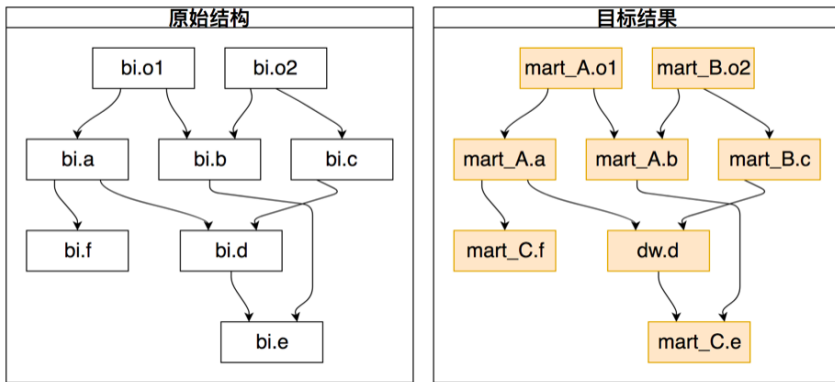 原始结构
bi.o1
bi.o2
bi.a
bi.b
bi.c
bi.f
bi.d
bi.e
目标结果
mart_A.o1
mart_B.o2
mart_A.a
mart_A.b
mart_B.c
mart_C.f
dw.d
mart_C.e